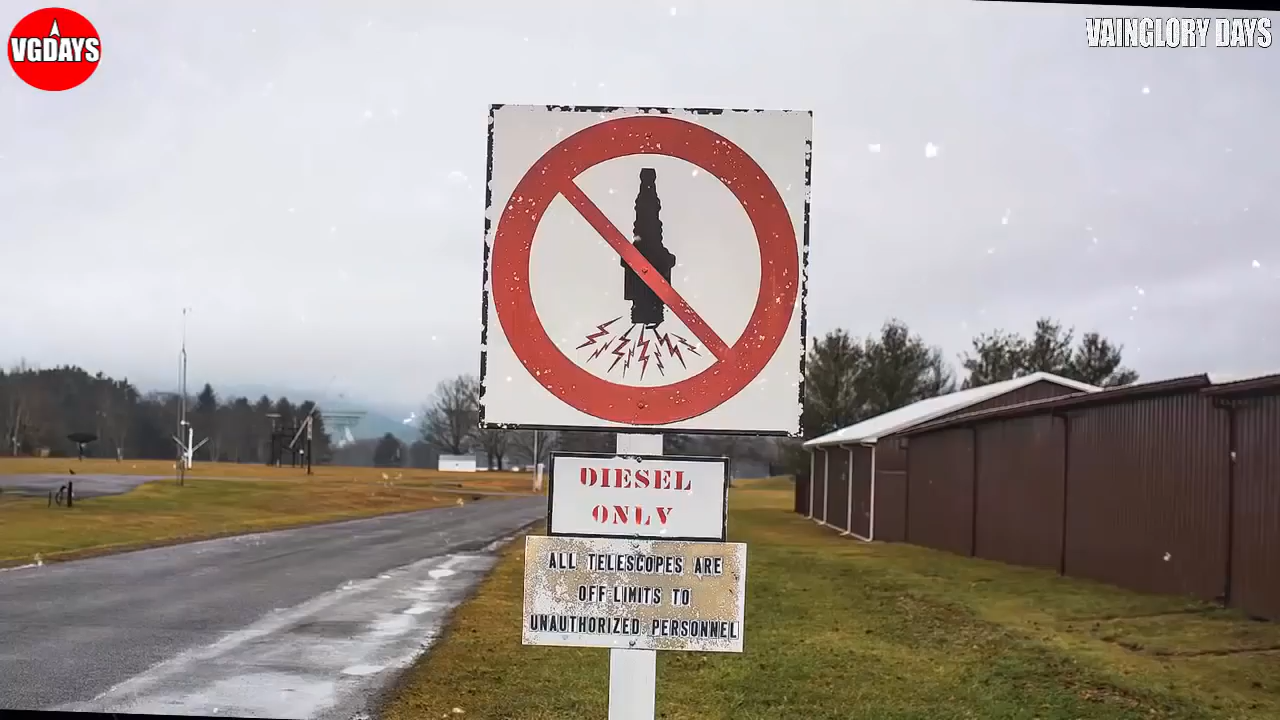 VGDAYS
VAINGLORY DAYS
DIESEL
ONLY
ALL TELESCOPES ARE
OFF LIMITS TO
UNAUTHORIZED PERSONNEL